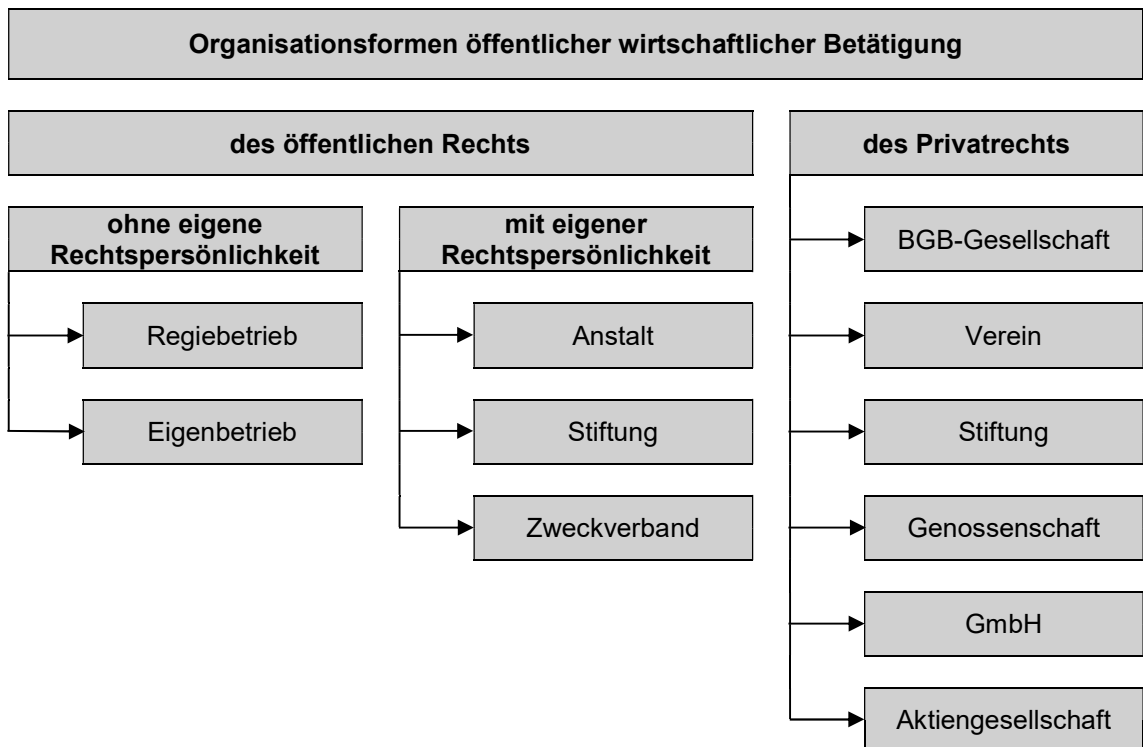 Organisationsformen öffentlicher wirtschaftlicher Betätigung
des öffentlichen Rechts
des Privatrechts
ohne eigene
Rechtspersönlichkeit
mit eigener
Rechtspersönlichkeit
Regiebetrieb
Eigenbetrieb
Anstalt
Stiftung
Zweckverband
BGB-Gesellschaft
Verein
Stiftung
Genossenschaft
GmbH
Aktiengesellschaft